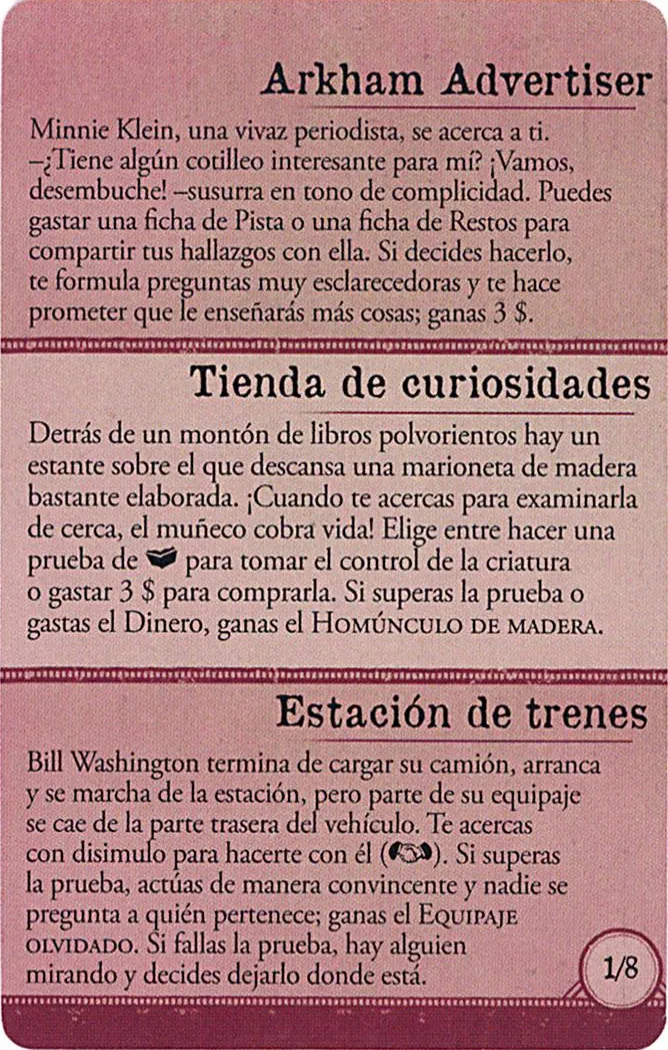 Arkham Advertiser
Minnie Klein, una vivaz periodista, se acerca a ti.
–¿Tiene algún cotilleo interesante para mí? ¡Vamos,
desembuche! –susurra en tono de complicidad. Puedes
gastar una ficha de Pista o una ficha de Restos para
compartir tus hallazgos con ella. Si decides hacerlo,
te formula preguntas muy esclarecedoras y te hace
prometer que le enseñarás más cosas; ganas 3 $.
Tienda de curiosidades
Detrás de un montón de libros polvorientos hay un
estante sobre el que descansa una marioneta de madera
bastante elaborada. ¡Cuando te acercas para examinarla
de cerca, el muñeco cobra vida! Elige entre hacer una
prueba de para tomar el control de la criatura
o gastar 3 $ para comprarla. Si superas la prueba o
gastas el Dinero, ganas el HOMÚNCULO DE MADERA.
Estación de trenes
Bill Washington termina de cargar su camión, arranca
y se marcha de la estación, pero parte de su equipaje
se cae de la parte trasera del vehículo. Te acercas
con disimulo para hacerte con él (). Si superas
la prueba, actúas de manera convincente y nadie se
pregunta a quién pertenece; ganas el EQUIPAJE
OLVIDADO. Si fallas la prueba, hay alguien
mirando y decides dejarlo donde está.
1/8